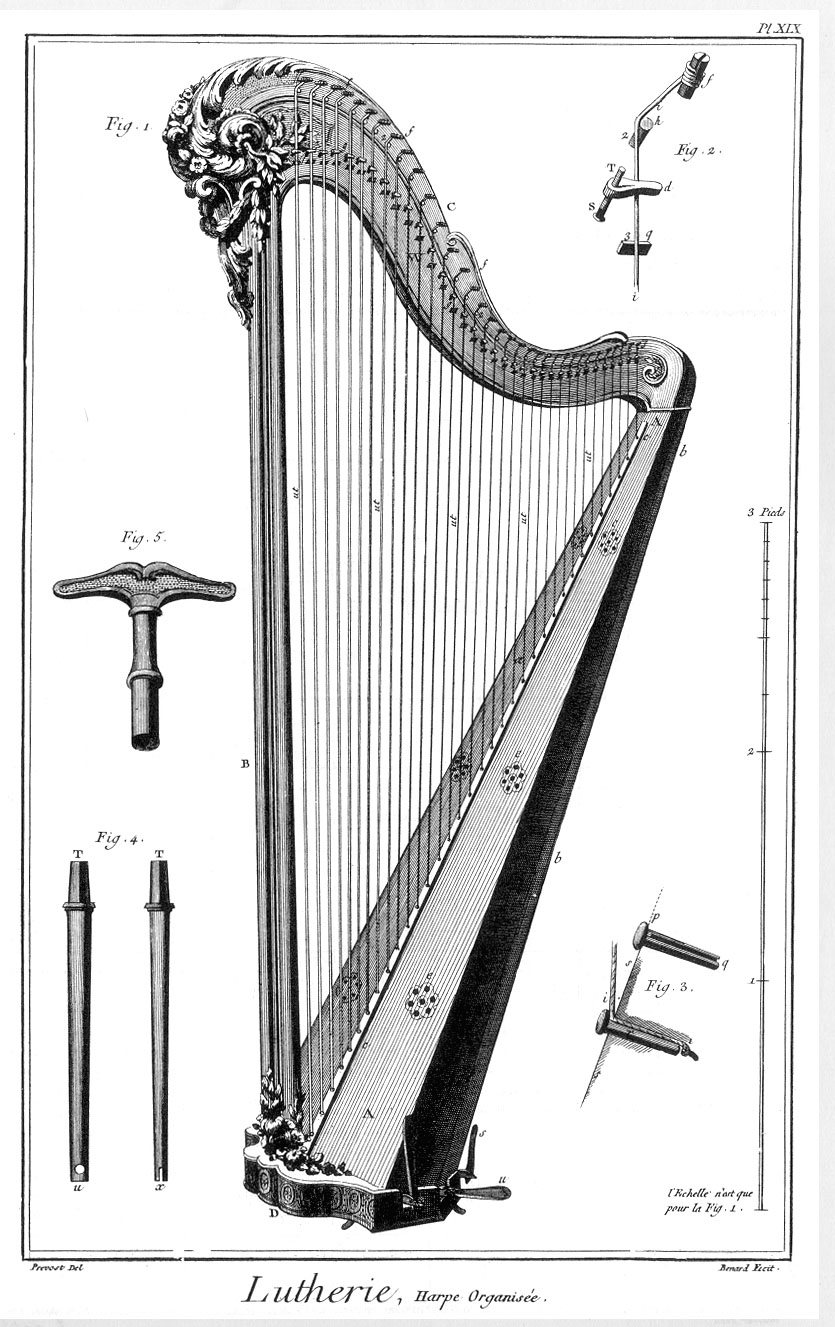 Pl. XIX
Fig. 1.
f
f
C
W
f
Fig. 2.
f
i
k
2
T
d
S
3 q
i
A
c
b
ut
ut
ut
ut
ut
3 Pieds
2
1
Fig. 5.
B
Fig. 4.
T T
u x
b
p
q
s
i
Fig. 3.
s
c
A
D
s
u
l'Echelle n'est que
pour la Fig. 1.
Prevost Del
Benard Fecit.
Lutherie, Harpe Organisée.